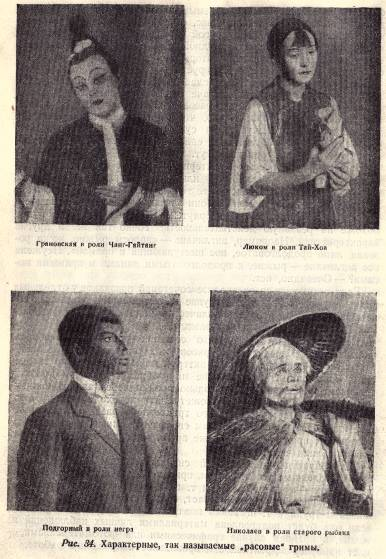 Грановская в роли Чанг-Гайтанг
Люком в роли Тай-Хоа
Подгорный в роли негра
Николаев в роли старого рыбака
Рис. 34. Характерные, так называемые „расовые“ гримы.